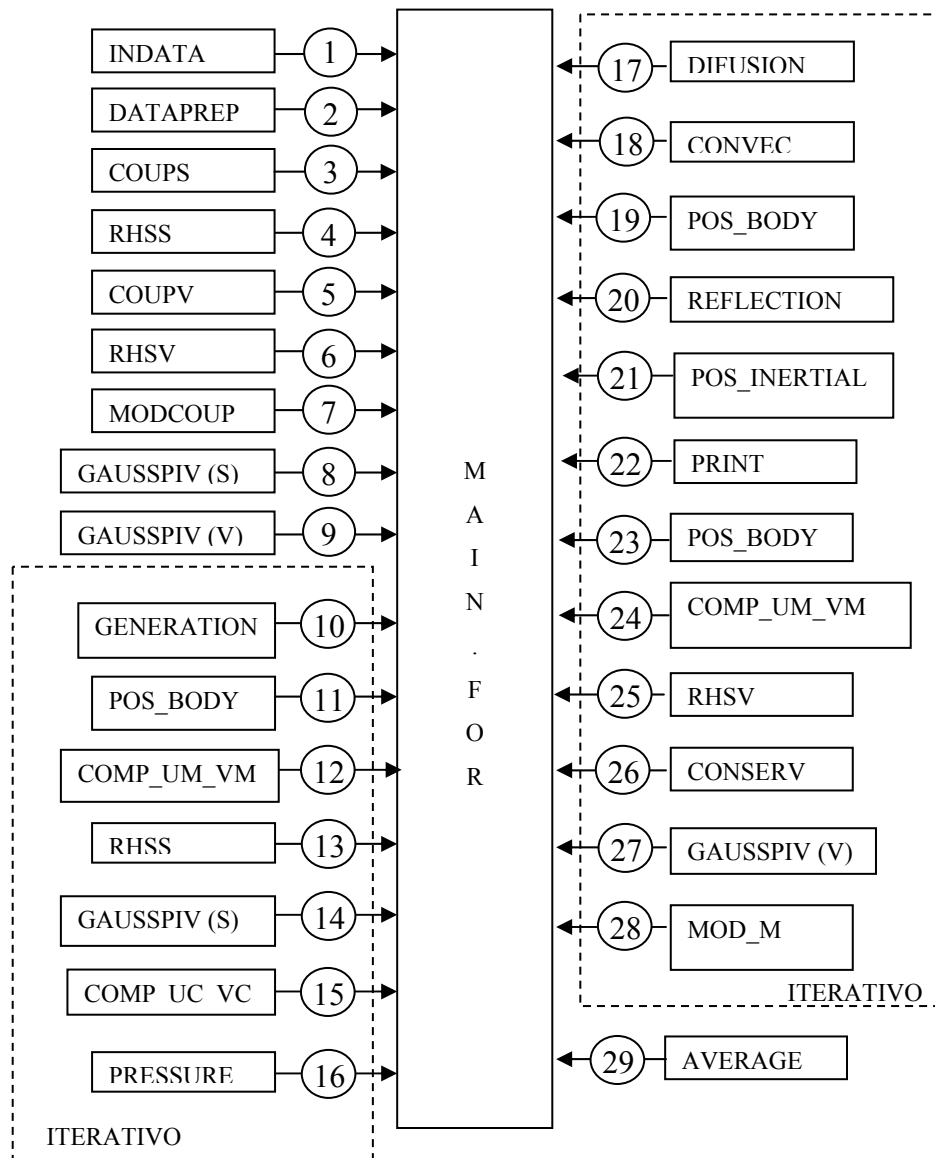 INDATA 1
DATAPREP 2
COUPS 3
RHSS 4
COUPV 5
RHSV 6
MODCOUP 7
GAUSSPIV (S) 8
GAUSSPIV (V) 9
GENERATION 10
POS_BODY 11
COMP_UM_VM 12
RHSS 13
GAUSSPIV (S) 14
COMP_UC_VC 15
PRESSURE 16
ITERATIVO
M
A
I
N
.
F
O
R
17 DIFUSION
18 CONVEC
19 POS_BODY
20 REFLECTION
21 POS_INERTIAL
22 PRINT
23 POS_BODY
24 COMP_UM_VM
25 RHSV
26 CONSERV
27 GAUSSPIV (V)
28 MOD_M
ITERATIVO
29 AVERAGE